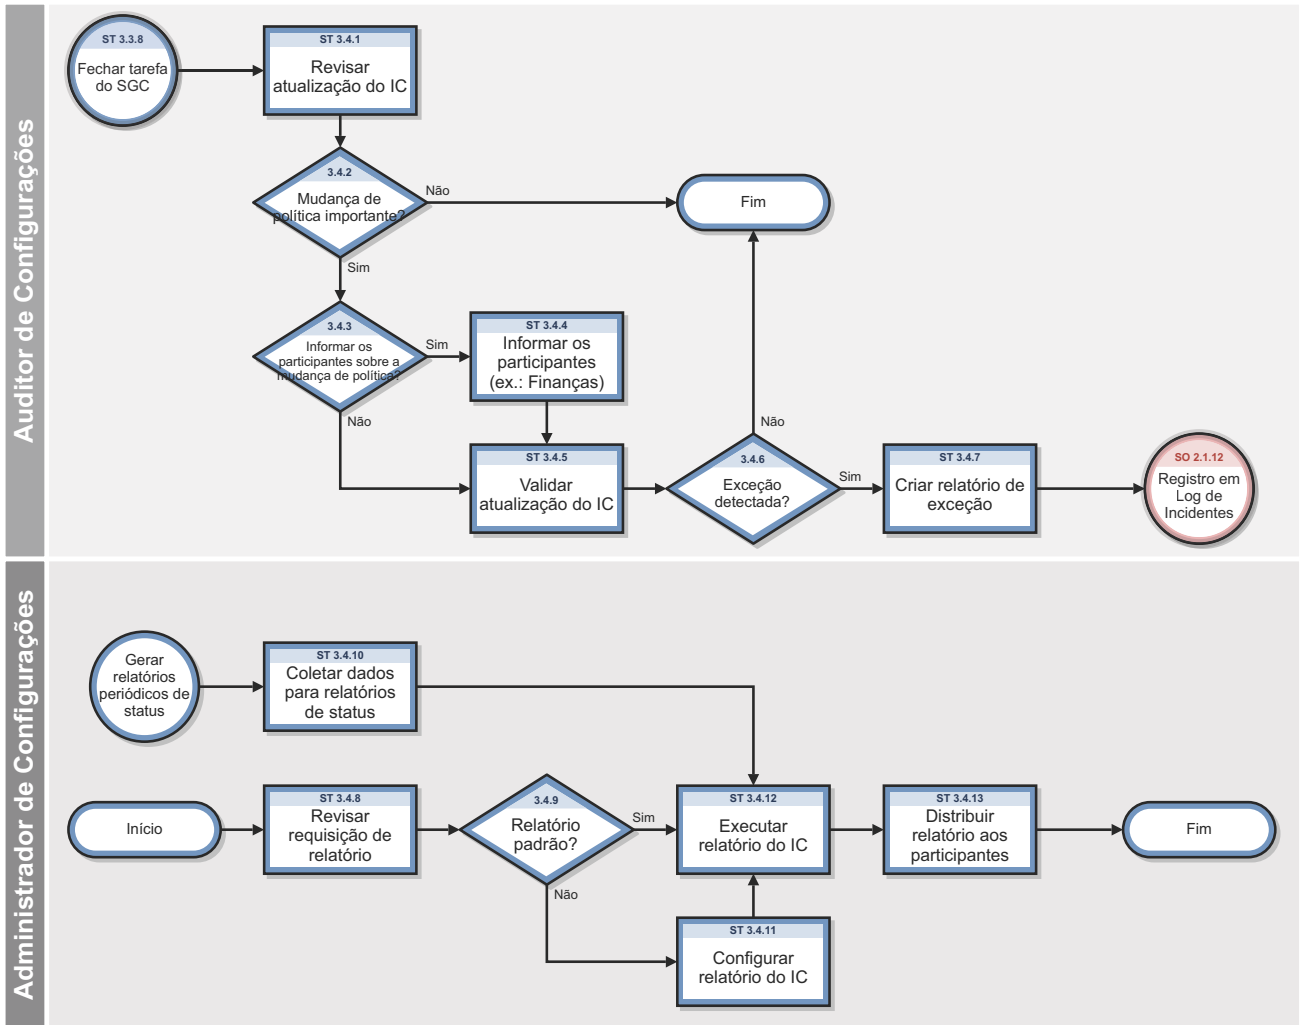 Auditor de Configurações
ST 3.3.8
Fechar tarefa
do SGC
ST 3.4.1
Revisar
atualização do IC
3.4.2
Mudança de
política importante?
Não
Fim
Sim
3.4.3
Informar os
participantes sobre a
mudança de política?
Sim
ST 3.4.4
Informar os
participantes
(ex.: Finanças)
Não
ST 3.4.5
Validar
atualização do IC
Não
3.4.6
Exceção
detectada?
Sim
ST 3.4.7
Criar relatório de
exceção
SO 2.1.12
Registro em
Log de
Incidentes
Administrador de Configurações
Gerar
relatórios
periódicos de
status
ST 3.4.10
Coletar dados
para relatórios
de status
Início
ST 3.4.8
Revisar
requisição de
relatório
3.4.9
Relatório
padrão?
Sim
Não
ST 3.4.12
Executar
relatório do IC
ST 3.4.13
Distribuir
relatório aos
participantes
Fim
ST 3.4.11
Configurar
relatório do IC